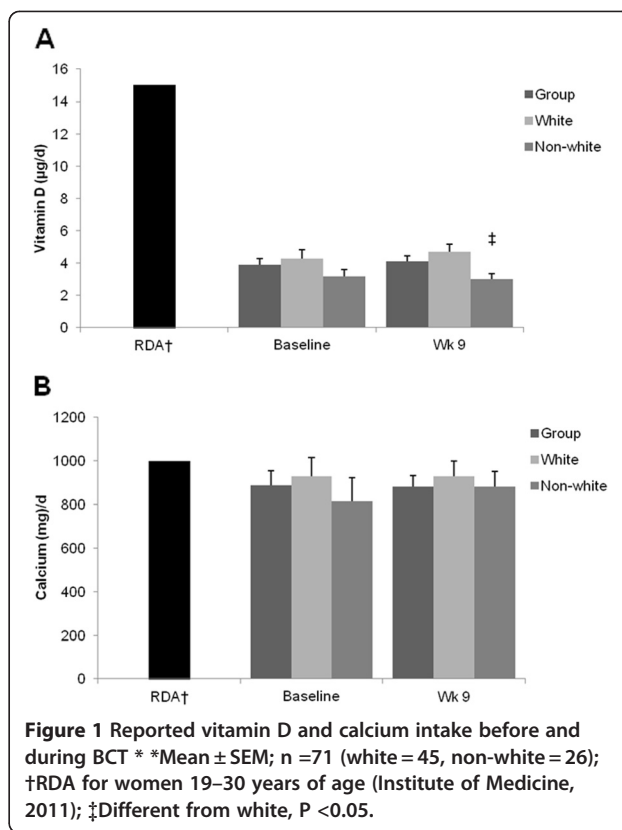 A
16
14
12
10
8
6
4
2
0
Vitamin D (µg/d)
Group
White
Non-white
‡
RDA† Baseline Wk 9
B
1200
1000
800
600
400
200
0
Calcium (mg)/d
Group
White
Non-white
RDA† Baseline Wk 9
Figure 1 Reported vitamin D and calcium intake before and
during BCT * *Mean ± SEM; n =71 (white = 45, non-white = 26);
†RDA for women 19–30 years of age (Institute of Medicine,
2011); ‡Different from white, P <0.05.